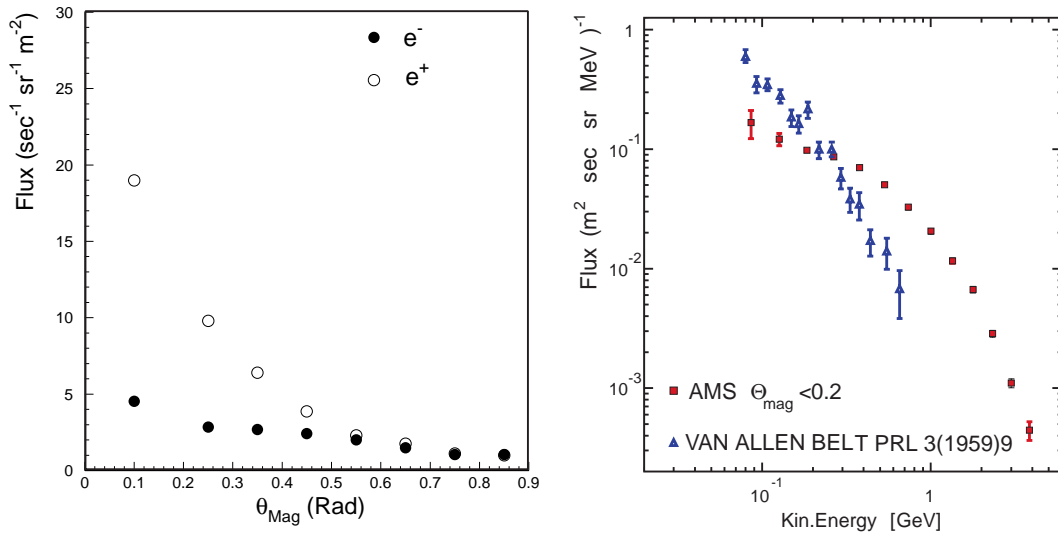 30
25
20
15
10
5
0
0 0.1 0.2 0.3 0.4 0.5 0.6 0.7 0.8 0.9
Flux (sec⁻¹ sr⁻¹ m⁻²)
θMag (Rad)
e⁻
e⁺
1
10⁻¹
10⁻²
10⁻³
10⁻¹ 1
Flux (m² sec sr MeV )⁻¹
Kin.Energy [GeV]
AMS Θmag <0.2
VAN ALLEN BELT PRL 3(1959)9